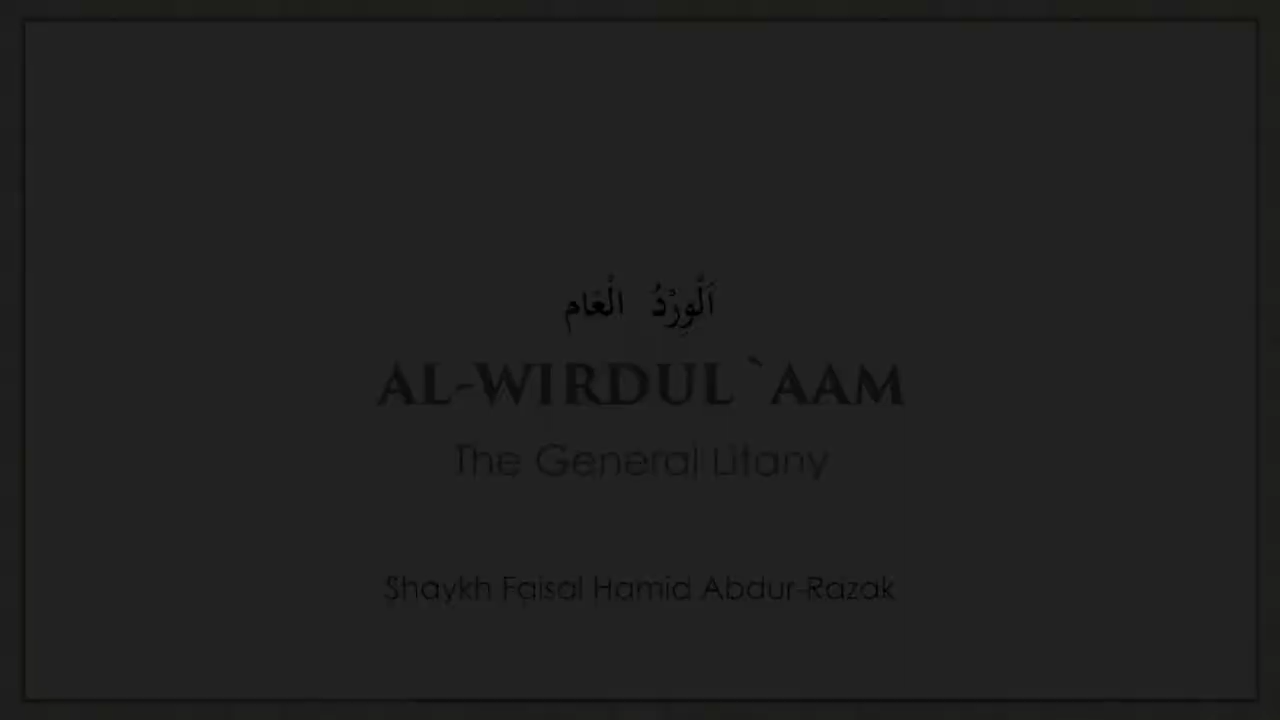 اَلْوِرْدُ الْعَام
AL-WIRDUL `AAM
The General Litany
Shaykh Faisal Hamid Abdur-Razak